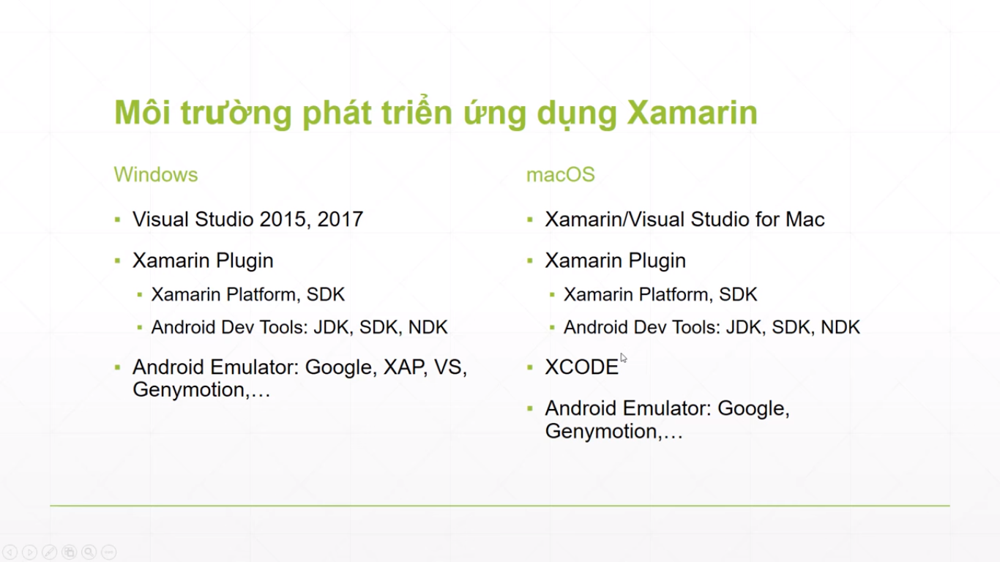 Môi trường phát triển ứng dụng Xamarin
Windows
Visual Studio 2015, 2017
Xamarin Plugin
Xamarin Platform, SDK
Android Dev Tools: JDK, SDK, NDK
Android Emulator: Google, XAP, VS,
Genymotion,…
macOS
Xamarin/Visual Studio for Mac
Xamarin Plugin
Xamarin Platform, SDK
Android Dev Tools: JDK, SDK, NDK
XCODE
Android Emulator: Google,
Genymotion,…